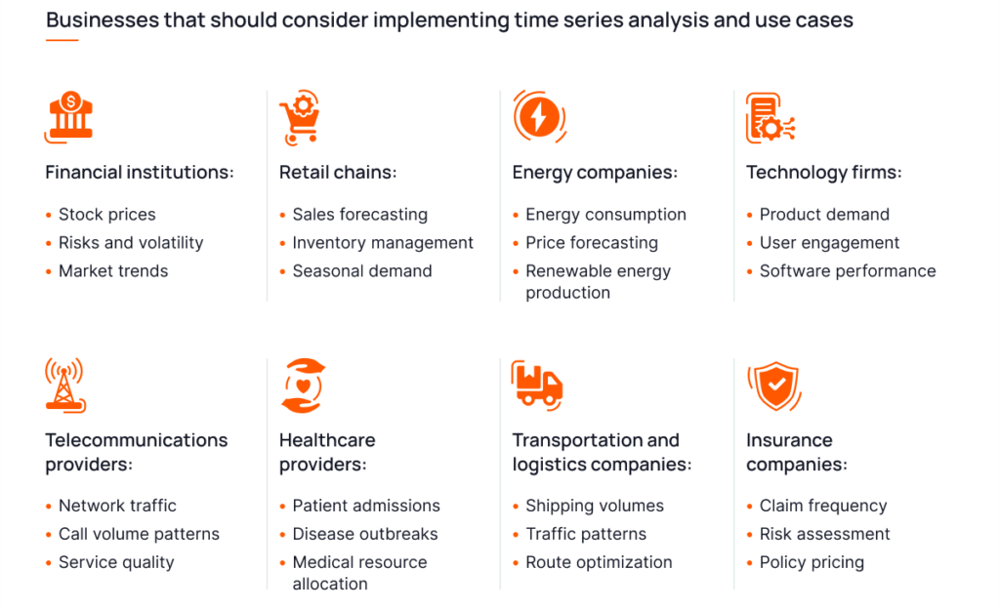 Businesses that should consider implementing time series analysis and use cases
$
Financial institutions:
• Stock prices
• Risks and volatility
• Market trends
Retail chains:
• Sales forecasting
• Inventory management
• Seasonal demand
Energy companies:
• Energy consumption
• Price forecasting
• Renewable energy
production
Technology firms:
• Product demand
• User engagement
• Software performance
Telecommunications
providers:
• Network traffic
• Call volume patterns
• Service quality
Healthcare
providers:
• Patient admissions
• Disease outbreaks
• Medical resource
allocation
Transportation and
logistics companies:
• Shipping volumes
• Traffic patterns
• Route optimization
Insurance
companies:
• Claim frequency
• Risk assessment
• Policy pricing